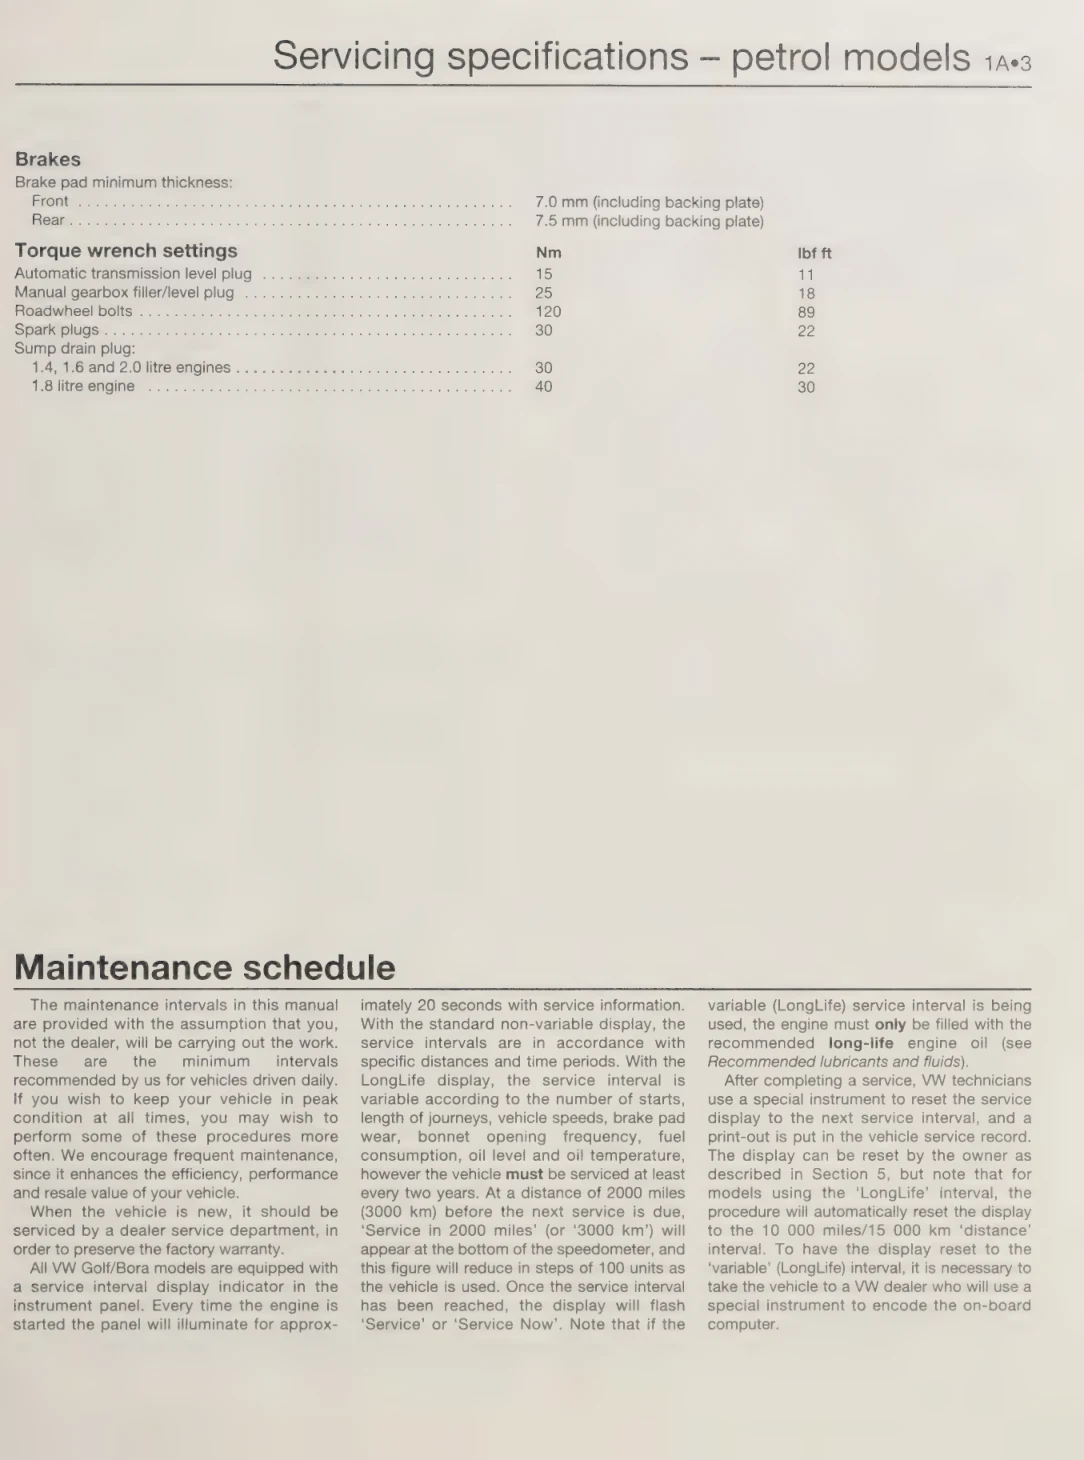 Servicing specifications – petrol models 1A•3
Brakes
Brake pad minimum thickness:
Front . . . . . . . . . . . . . . . . . . . . . . . . . . . . . . . . . . . . . . . . . . . . . . . . . . 7.0 mm (including backing plate)
Rear . . . . . . . . . . . . . . . . . . . . . . . . . . . . . . . . . . . . . . . . . . . . . . . . . . . 7.5 mm (including backing plate)
Torque wrench settings Nm lbf ft
Automatic transmission level plug . . . . . . . . . . . . . . . . . . . . . . . . . . . . . 15 11
Manual gearbox filler/level plug . . . . . . . . . . . . . . . . . . . . . . . . . . . . . . . 25 18
Roadwheel bolts . . . . . . . . . . . . . . . . . . . . . . . . . . . . . . . . . . . . . . . . . . . 120 89
Spark plugs . . . . . . . . . . . . . . . . . . . . . . . . . . . . . . . . . . . . . . . . . . . . . . . 30 22
Sump drain plug:
1.4, 1.6 and 2.0 litre engines . . . . . . . . . . . . . . . . . . . . . . . . . . . . . . . . 30 22
1.8 litre engine . . . . . . . . . . . . . . . . . . . . . . . . . . . . . . . . . . . . . . . . . . 40 30
Maintenance schedule
The maintenance intervals in this manual
are provided with the assumption that you,
not the dealer, will be carrying out the work.
These are the minimum intervals
recommended by us for vehicles driven daily.
If you wish to keep your vehicle in peak
condition at all times, you may wish to
perform some of these procedures more
often. We encourage frequent maintenance,
since it enhances the efficiency, performance
and resale value of your vehicle.
When the vehicle is new, it should be
serviced by a dealer service department, in
order to preserve the factory warranty.
All VW Golf/Bora models are equipped with
a service interval display indicator in the
instrument panel. Every time the engine is
started the panel will illuminate for approx-
imately 20 seconds with service information.
With the standard non-variable display, the
service intervals are in accordance with
specific distances and time periods. With the
LongLife display, the service interval is
variable according to the number of starts,
length of journeys, vehicle speeds, brake pad
wear, bonnet opening frequency, fuel
consumption, oil level and oil temperature,
however the vehicle must be serviced at least
every two years. At a distance of 2000 miles
(3000 km) before the next service is due,
‘Service in 2000 miles’ (or ‘3000 km’) will
appear at the bottom of the speedometer, and
this figure will reduce in steps of 100 units as
the vehicle is used. Once the service interval
has been reached, the display will flash
‘Service’ or ‘Service Now’. Note that if the
variable (LongLife) service interval is being
used, the engine must only be filled with the
recommended long-life engine oil (see
Recommended lubricants and fluids).
After completing a service, VW technicians
use a special instrument to reset the service
display to the next service interval, and a
print-out is put in the vehicle service record.
The display can be reset by the owner as
described in Section 5, but note that for
models using the ‘LongLife’ interval, the
procedure will automatically reset the display
to the 10 000 miles/15 000 km ‘distance’
interval. To have the display reset to the
‘variable’ (LongLife) interval, it is necessary to
take the vehicle to a VW dealer who will use a
special instrument to encode the on-board
computer.